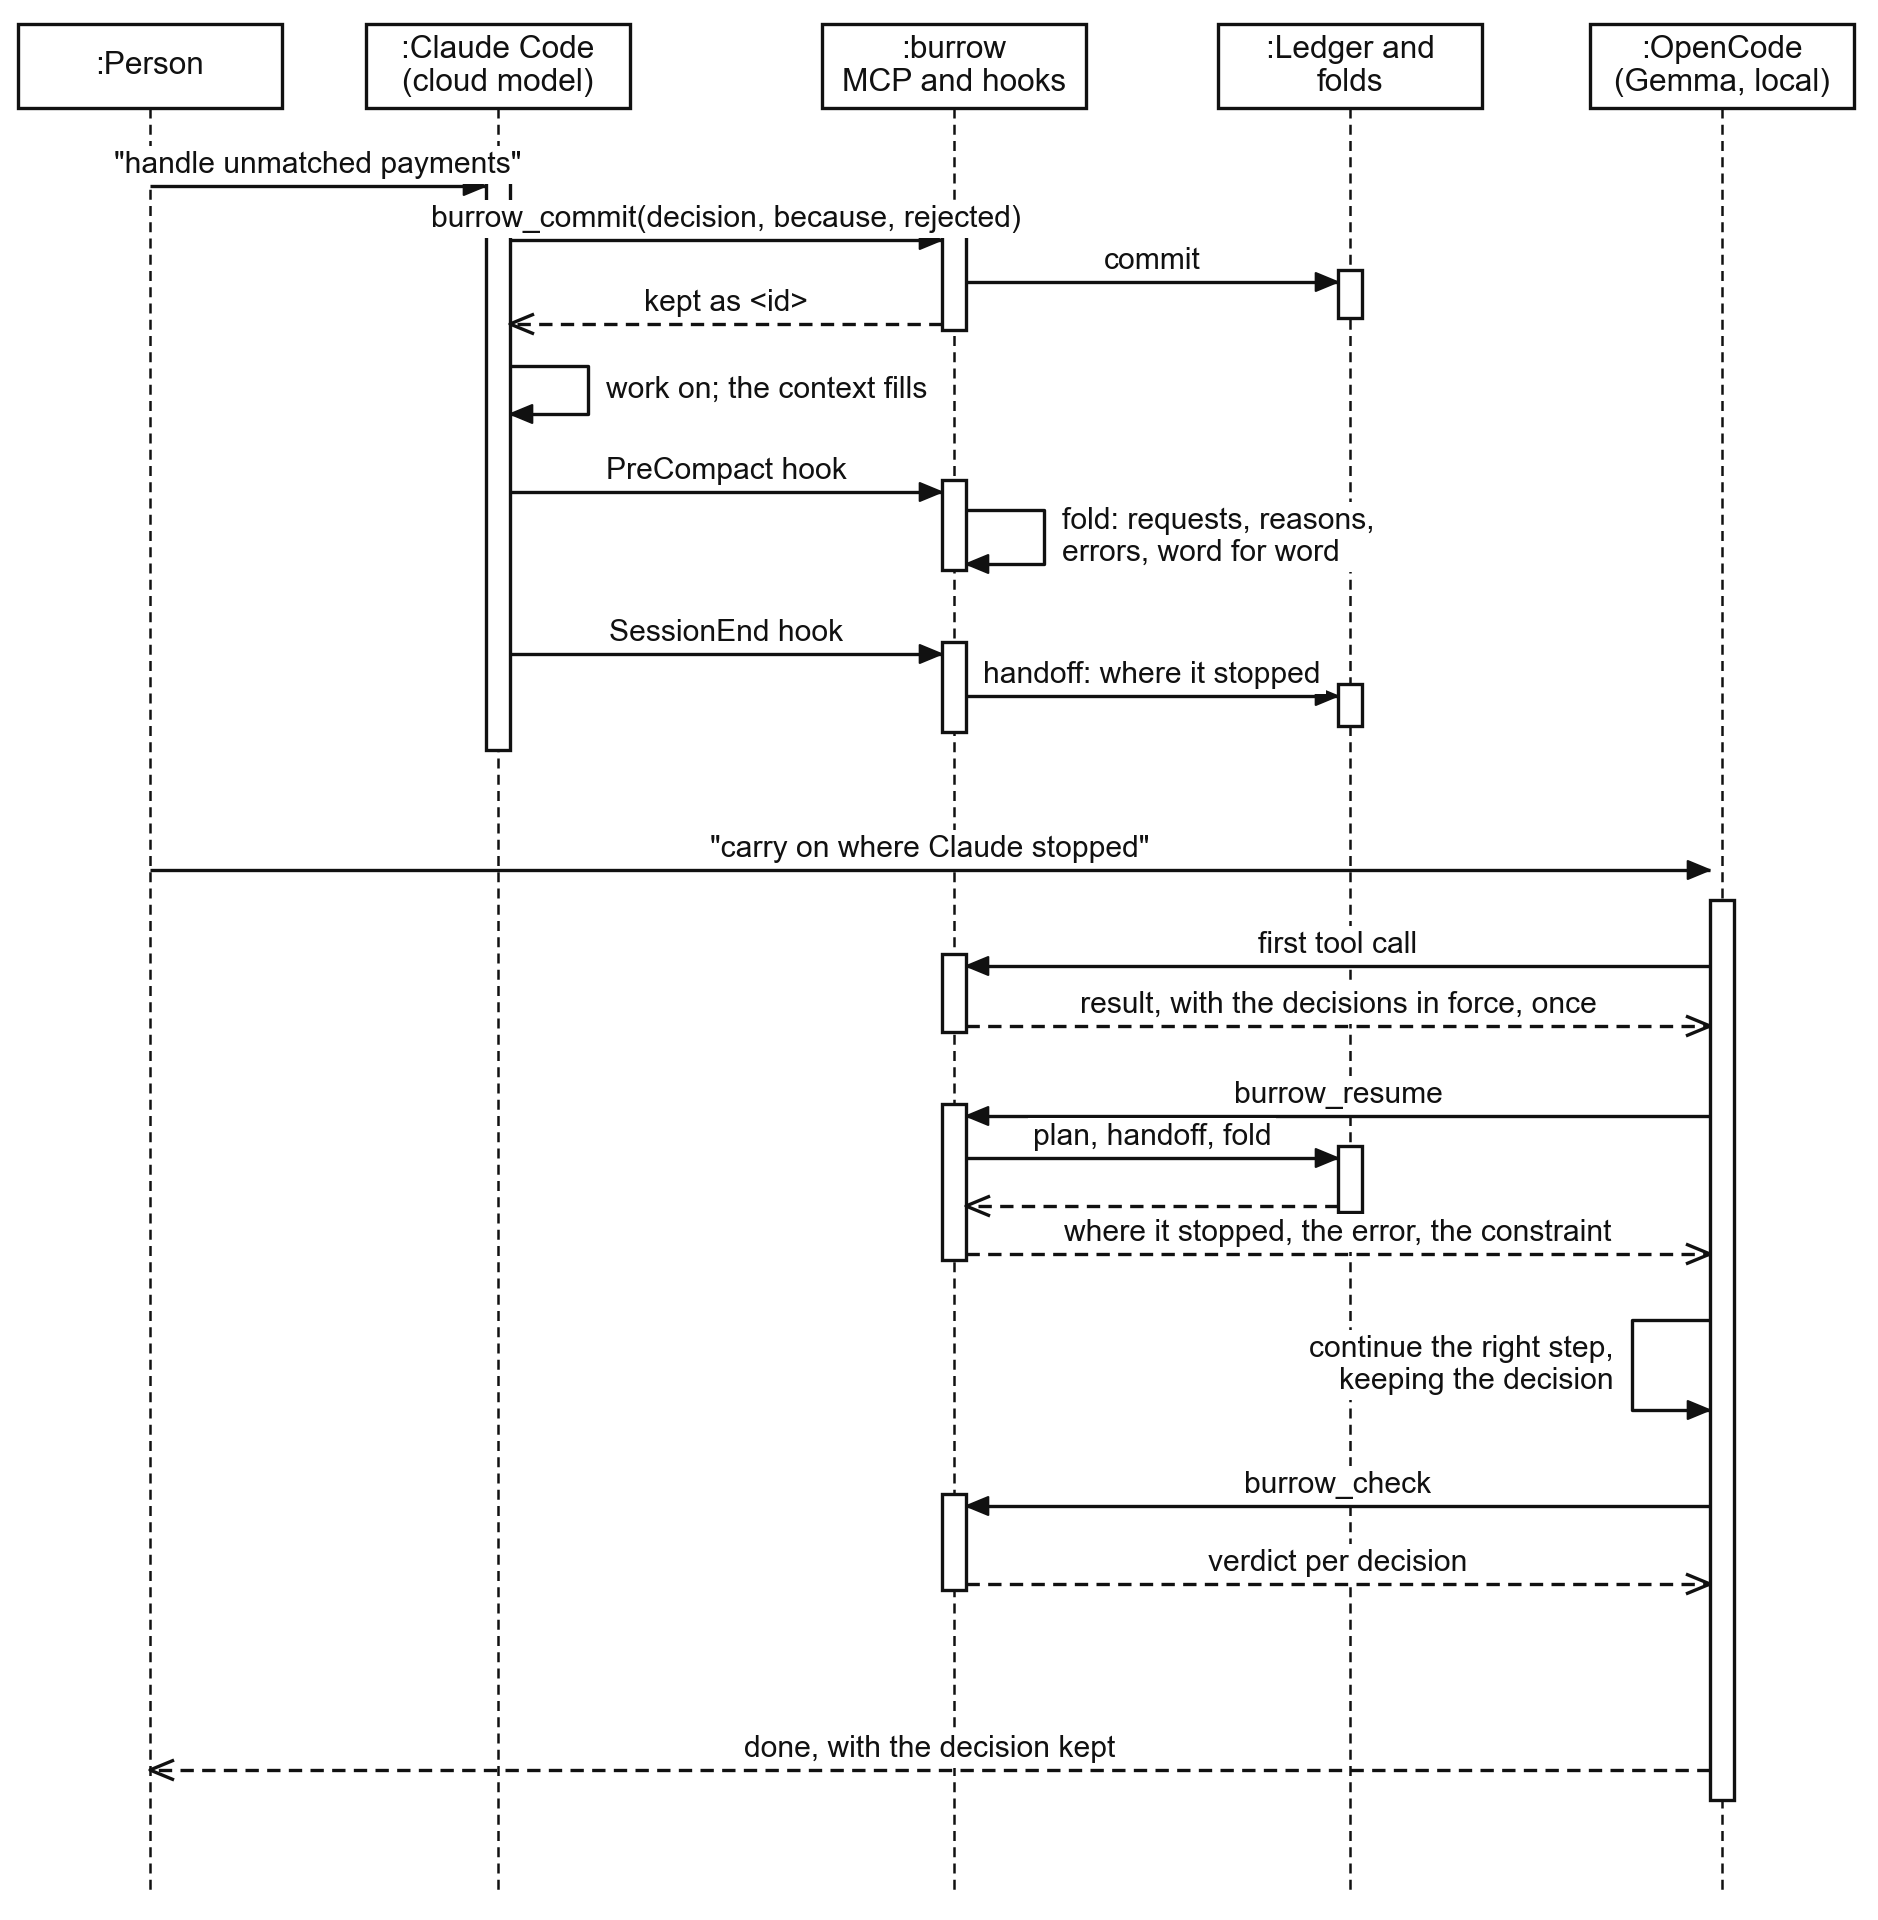 :Person
:Claude Code
(cloud model)
:burrow
MCP and hooks
:Ledger and
folds
:OpenCode
(Gemma, local)
"handle unmatched payments"
burrow_commit(decision, because, rejected)
commit
kept as <id>
work on; the context fills
PreCompact hook
fold: requests, reasons,
errors, word for word
SessionEnd hook
handoff: where it stopped
"carry on where Claude stopped"
first tool call
result, with the decisions in force, once
burrow_resume
plan, handoff, fold
where it stopped, the error, the constraint
continue the right step,
keeping the decision
burrow_check
verdict per decision
done, with the decision kept